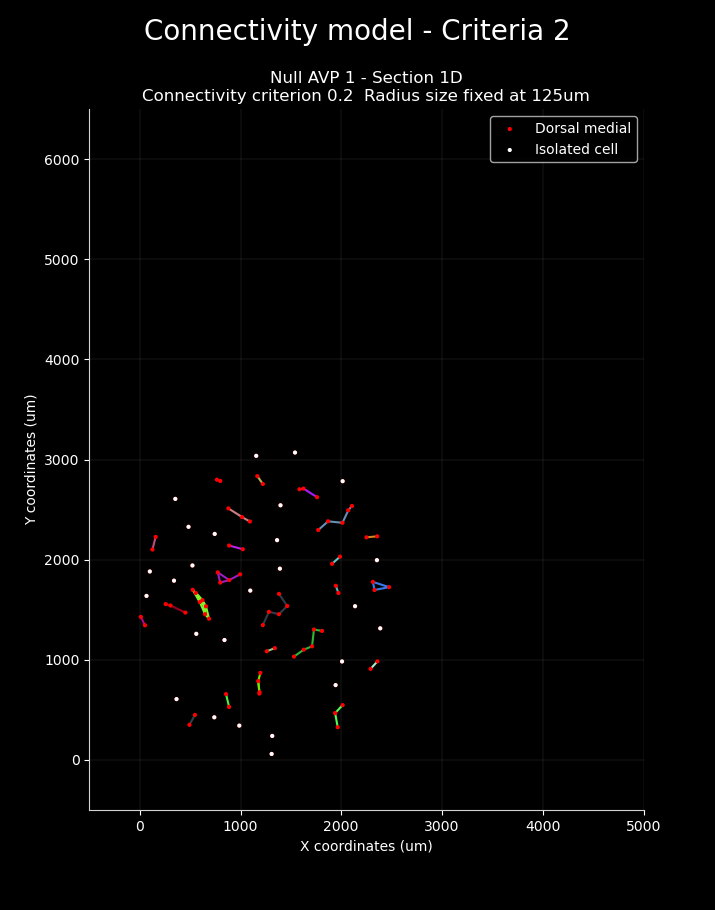 Connectivity model - Criteria 2
Null AVP 1 - Section 1D
Connectivity criterion 0.2  Radius size fixed at 125um
Dorsal medial
Isolated cell
6000
5000
4000
3000
2000
1000
0
Y coordinates (um)
0 1000 2000 3000 4000 5000
X coordinates (um)